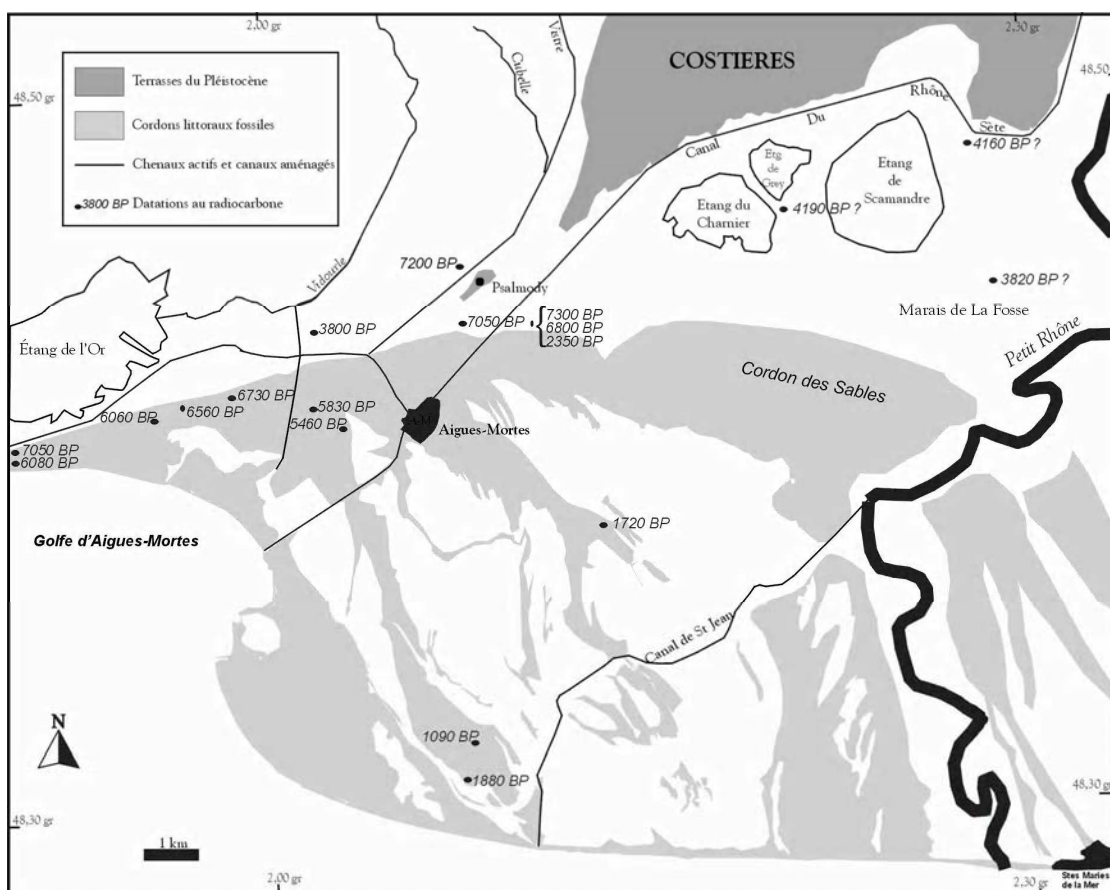 2,00 gr
2,30 gr
48,50 gr
48,50 gr
Terrasses du Pléistocène
Cordons littoraux fossiles
Chenaux actifs et canaux aménagés
3800 BP Datations au radiocarbone
Vidourle
Cubelle
Vistre
COSTIERES
Canal Du Rhône Sète
4160 BP ?
Etg de Grey
Etang de Scamandre
Etang du Charnier
4190 BP ?
7200 BP
Psalmody
3820 BP ?
Marais de La Fosse
3800 BP
7050 BP
7300 BP
6800 BP
2350 BP
Étang de l'Or
Petit Rhône
Cordon des Sables
6730 BP
6560 BP
6060 BP
5830 BP
5460 BP
A-M
Aigues-Mortes
7050 BP
6080 BP
1720 BP
Golfe d'Aigues-Mortes
Canal de St Jean
N
1090 BP
1880 BP
48,30 gr
48,30 gr
1 km
2,00 gr
2,30 gr
Stes Maries
de la Mer